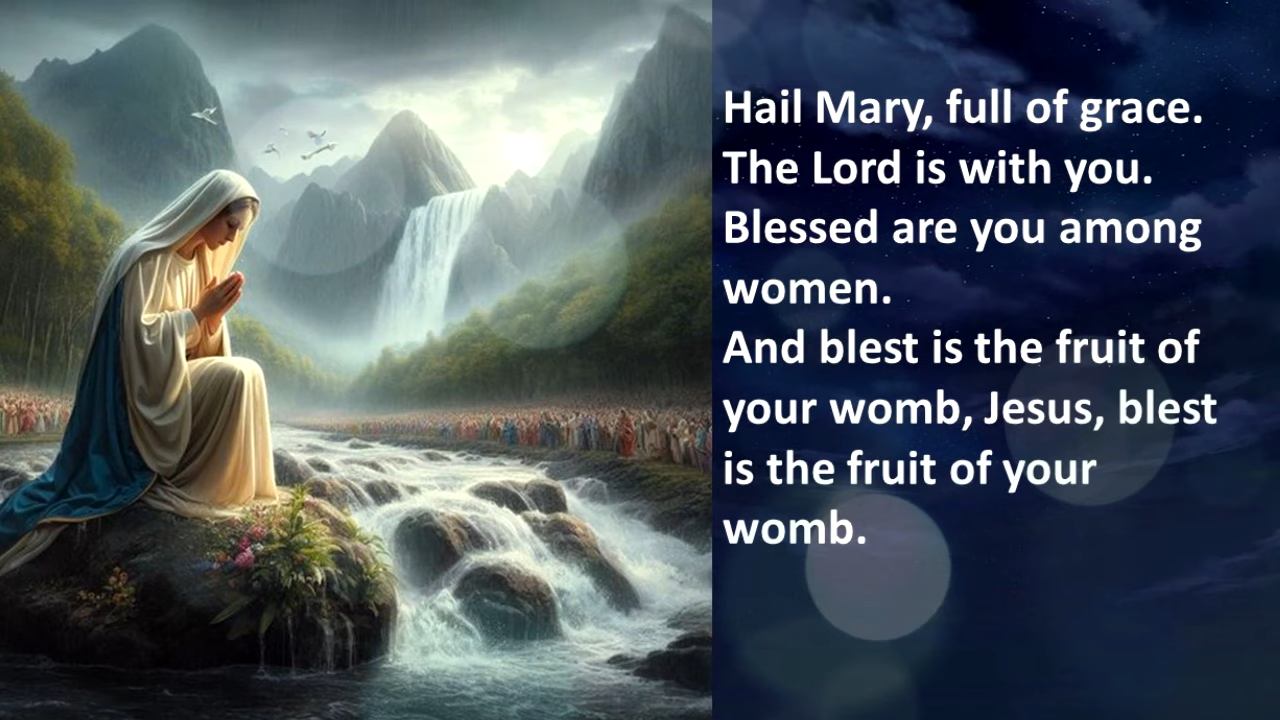 Hail Mary, full of grace.
The Lord is with you.
Blessed are you among
women.
And blest is the fruit of
your womb, Jesus, blest
is the fruit of your
womb.